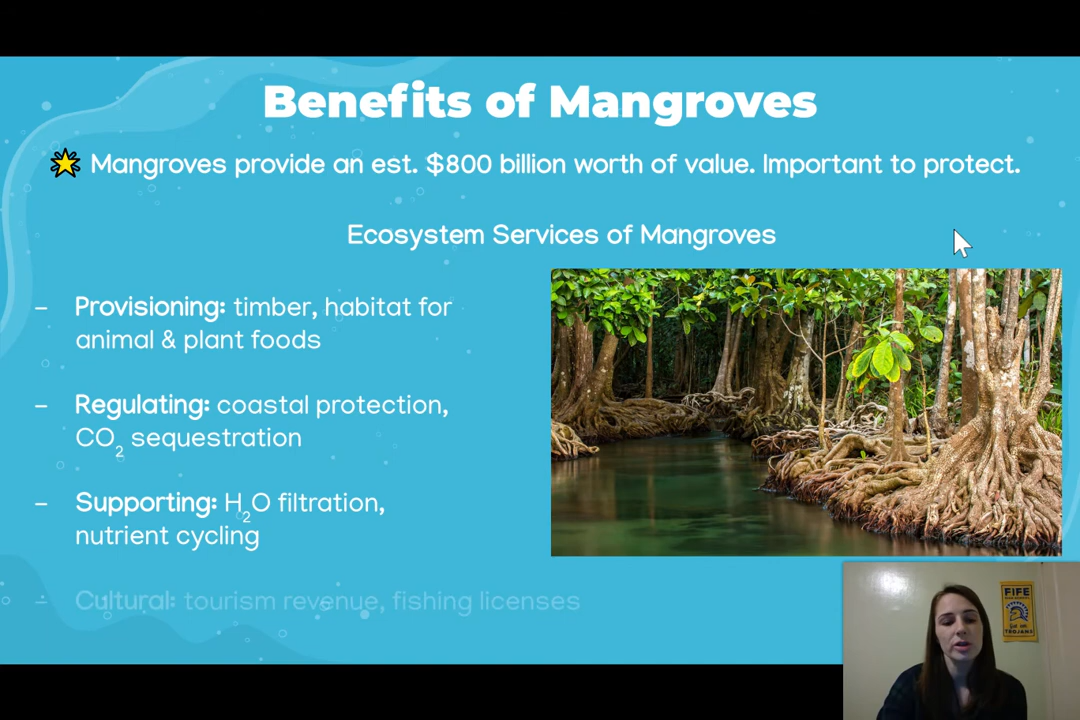 Benefits of Mangroves
Mangroves provide an est. $800 billion worth of value. Important to protect.
Ecosystem Services of Mangroves
– Provisioning: timber, habitat for
animal & plant foods
– Regulating: coastal protection,
CO₂ sequestration
– Supporting: H₂O filtration,
nutrient cycling
– Cultural: tourism revenue, fishing licenses
FIFE
TROJANS